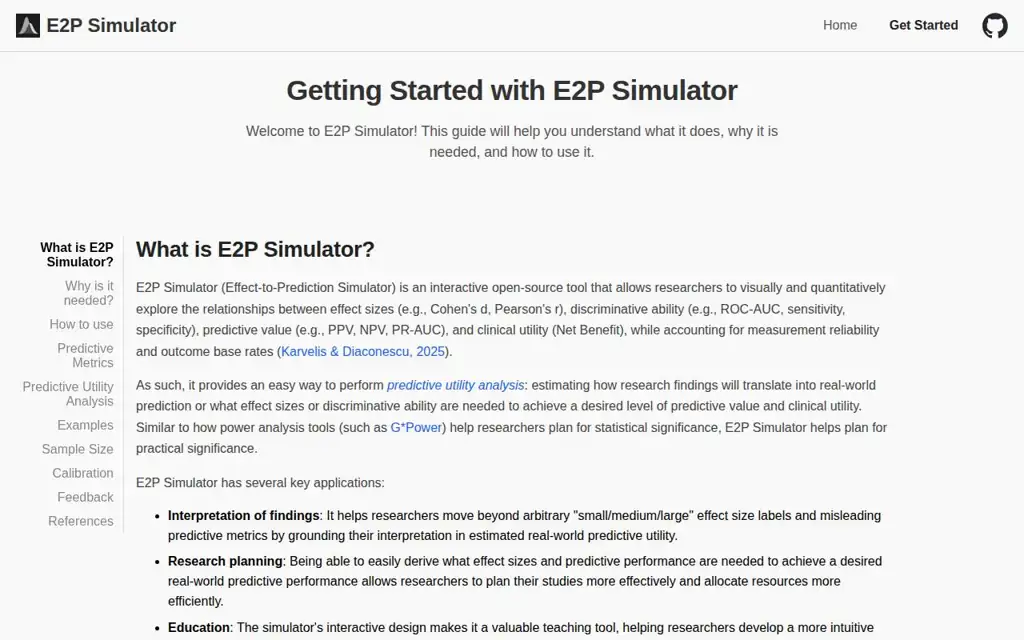 E2P Simulator
Home
Get Started
Getting Started with E2P Simulator
Welcome to E2P Simulator! This guide will help you understand what it does, why it is
needed, and how to use it.
What is E2P
Simulator?
Why is it
needed?
How to use
Predictive
Metrics
Predictive Utility
Analysis
Examples
Sample Size
Calibration
Feedback
References
What is E2P Simulator?
E2P Simulator (Effect-to-Prediction Simulator) is an interactive open-source tool that allows researchers to visually and quantitatively
explore the relationships between effect sizes (e.g., Cohen's d, Pearson's r), discriminative ability (e.g., ROC-AUC, sensitivity,
specificity), predictive value (e.g., PPV, NPV, PR-AUC), and clinical utility (Net Benefit), while accounting for measurement reliability
and outcome base rates (Karvelis & Diaconescu, 2025).
As such, it provides an easy way to perform predictive utility analysis: estimating how research findings will translate into real-world
prediction or what effect sizes or discriminative ability are needed to achieve a desired level of predictive value and clinical utility.
Similar to how power analysis tools (such as G*Power) help researchers plan for statistical significance, E2P Simulator helps plan for
practical significance.
E2P Simulator has several key applications:
• Interpretation of findings: It helps researchers move beyond arbitrary "small/medium/large" effect size labels and misleading
predictive metrics by grounding their interpretation in estimated real-world predictive utility.
• Research planning: Being able to easily derive what effect sizes and predictive performance are needed to achieve a desired
real-world predictive performance allows researchers to plan their studies more effectively and allocate resources more
efficiently.
• Education: The simulator's interactive design makes it a valuable teaching tool, helping researchers develop a more intuitive